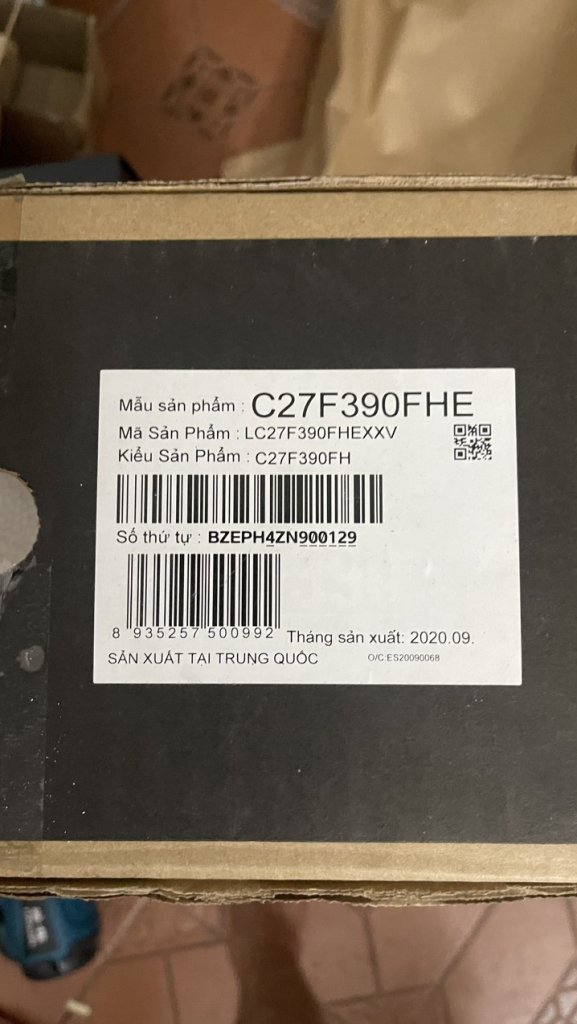 Mẫu sản phẩm : C27F390FHE
Mã Sản Phẩm : LC27F390FHEXXV
Kiểu Sản Phẩm : C27F390FH
Số thứ tự : BZEPH4ZN900129
8 935257 500992
Tháng sản xuất: 2020.09.
SẢN XUẤT TẠI TRUNG QUỐC
O/C:ES20090068